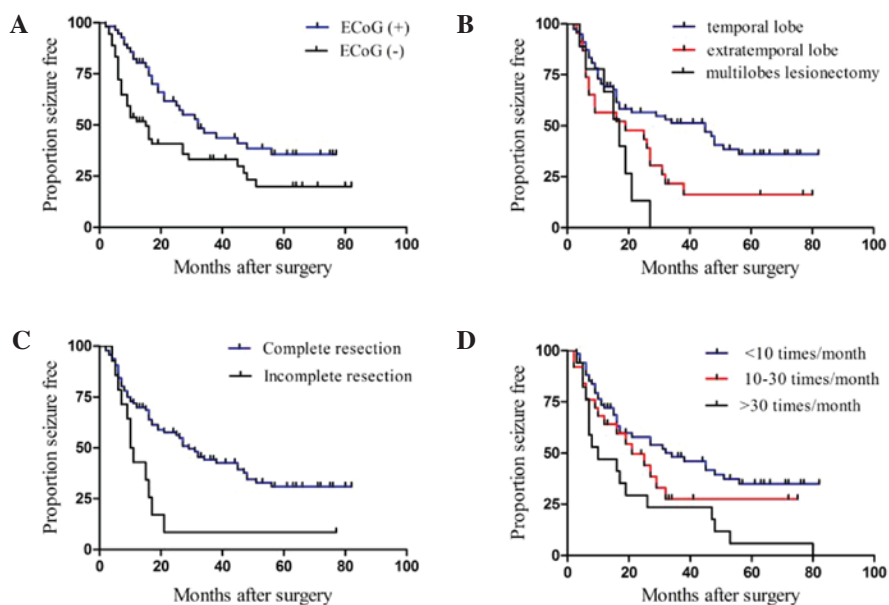 A
ECoG (+)
ECoG (-)
Proportion seizure free
100
75
50
25
0
0 20 40 60 80 100
Months after surgery
B
temporal lobe
extratemporal lobe
multilobes lesionectomy
Proportion seizure free
100
75
50
25
0
0 20 40 60 80 100
Months after surgery
C
Complete resection
Incomplete resection
Proportion seizure free
100
75
50
25
0
0 20 40 60 80 100
Months after surgery
D
<10 times/month
10-30 times/month
>30 times/month
Proportion seizure free
100
75
50
25
0
0 20 40 60 80 100
Months after surgery